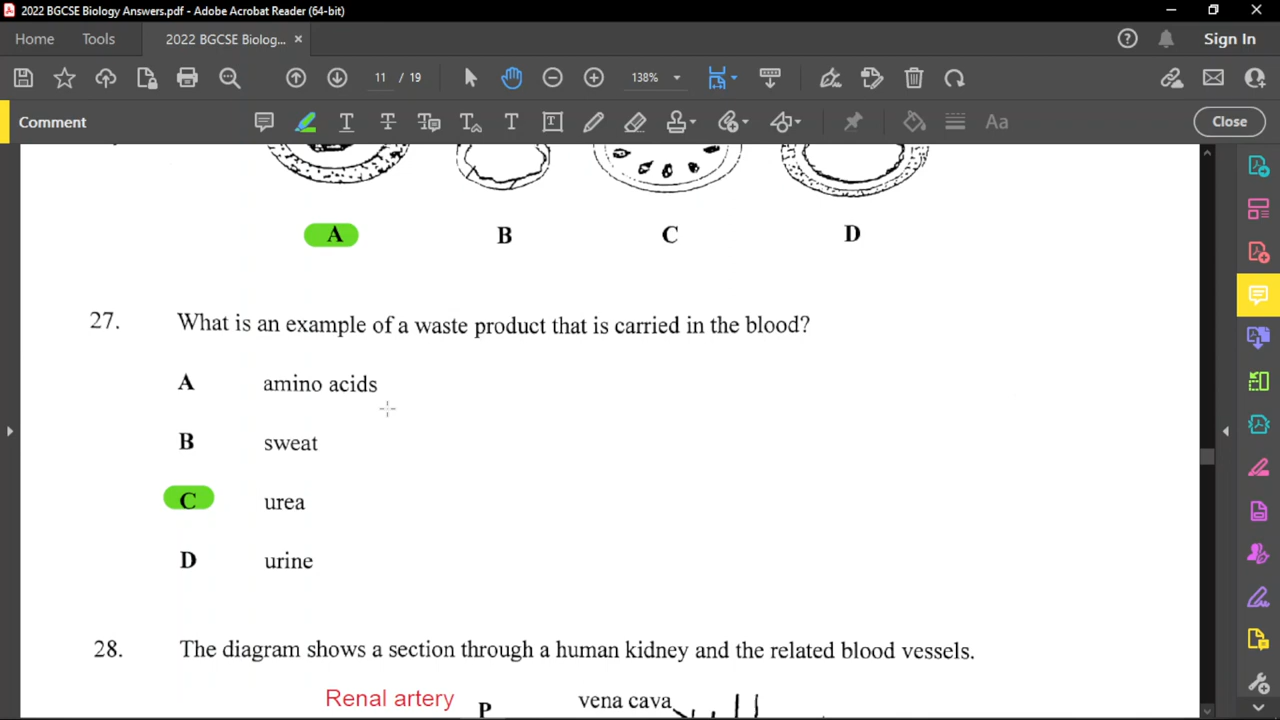 2022 BGCSE Biology Answers.pdf - Adobe Acrobat Reader (64-bit)
Home Tools 2022 BGCSE Biolog... × Sign In
11 / 19 138%
Comment Aa Close
A B C D
27. What is an example of a waste product that is carried in the blood?
A amino acids
B sweat
C urea
D urine
28. The diagram shows a section through a human kidney and the related blood vessels.
Renal artery P vena cava